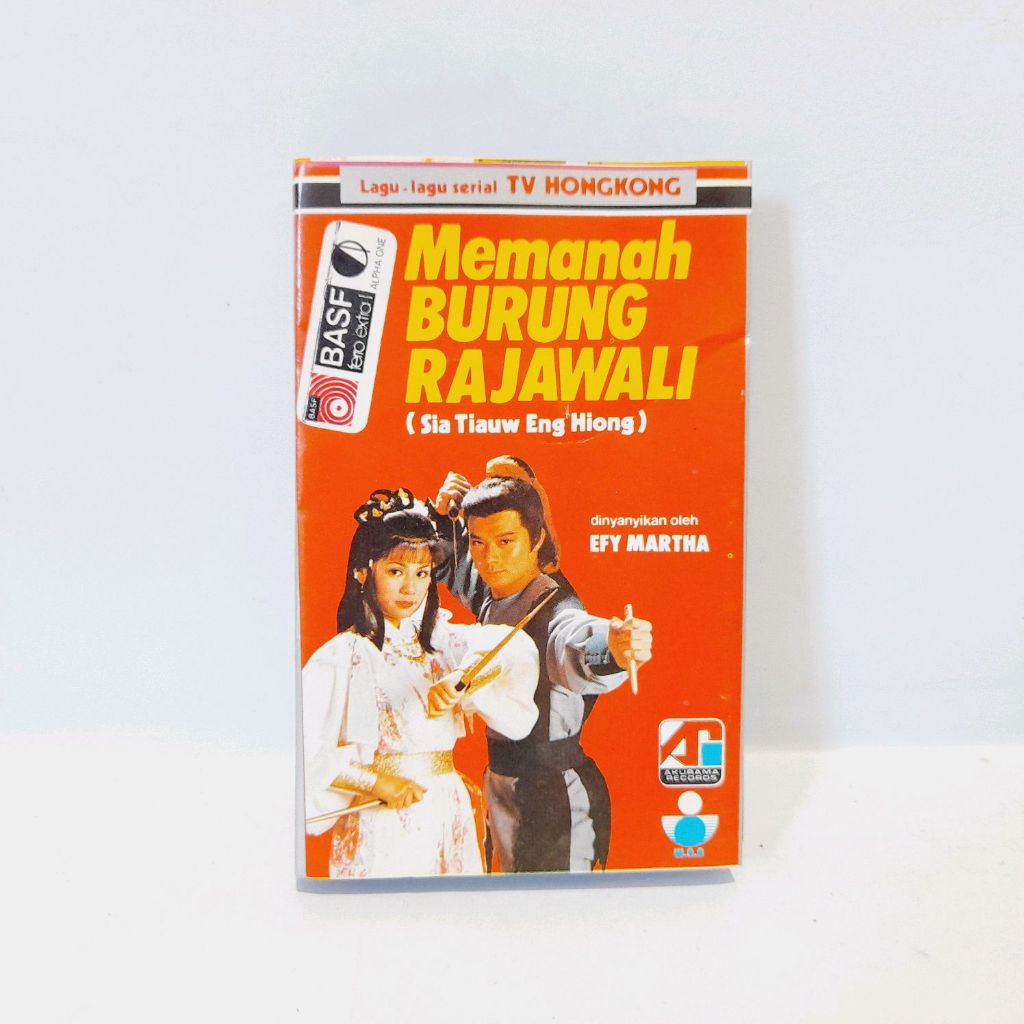 Lagu-lagu serial TV HONGKONG
Memanah
BURUNG
RAJAWALI
( Sia Tiauw Eng Hiong )
BASF
ferro extra I
ALPHA ONE
BASF
dinyanyikan oleh
EFY MARTHA
AKURAMA
RECORDS